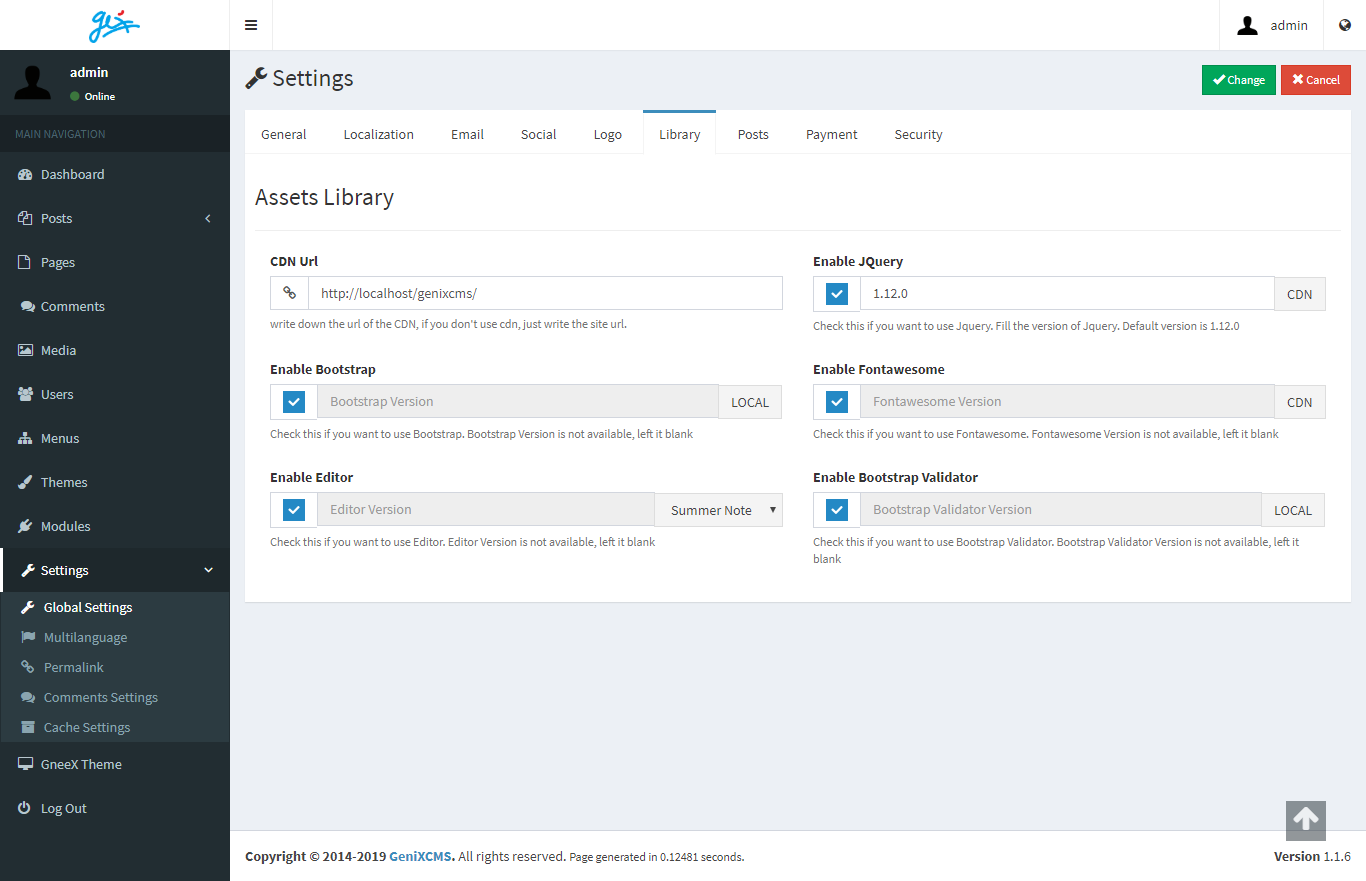 genix
admin
admin
Online
MAIN NAVIGATION
Dashboard
Posts
Pages
Comments
Media
Users
Menus
Themes
Modules
Settings
Global Settings
Multilanguage
Permalink
Comments Settings
Cache Settings
GneeX Theme
Log Out
Settings
Change
Cancel
General
Localization
Email
Social
Logo
Library
Posts
Payment
Security
Assets Library
CDN Url
http://localhost/genixcms/
write down the url of the CDN, if you don't use cdn, just write the site url.
Enable JQuery
1.12.0
CDN
Check this if you want to use Jquery. Fill the version of Jquery. Default version is 1.12.0
Enable Bootstrap
Bootstrap Version
LOCAL
Check this if you want to use Bootstrap. Bootstrap Version is not available, left it blank
Enable Fontawesome
Fontawesome Version
CDN
Check this if you want to use Fontawesome. Fontawesome Version is not available, left it blank
Enable Editor
Editor Version
Summer Note
Check this if you want to use Editor. Editor Version is not available, left it blank
Enable Bootstrap Validator
Bootstrap Validator Version
LOCAL
Check this if you want to use Bootstrap Validator. Bootstrap Validator Version is not available, left it
blank
Copyright © 2014-2019 GeniXCMS. All rights reserved. Page generated in 0.12481 seconds.
Version 1.1.6